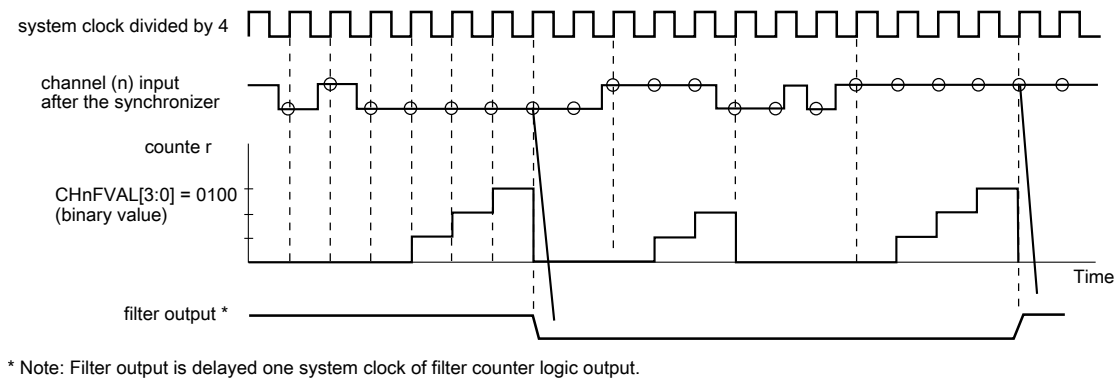 system clock divided by 4
channel (n) input
after the synchronizer
counte r
CHnFVAL[3:0] = 0100
(binary value)
Time
filter output *
* Note: Filter output is delayed one system clock of filter counter logic output.